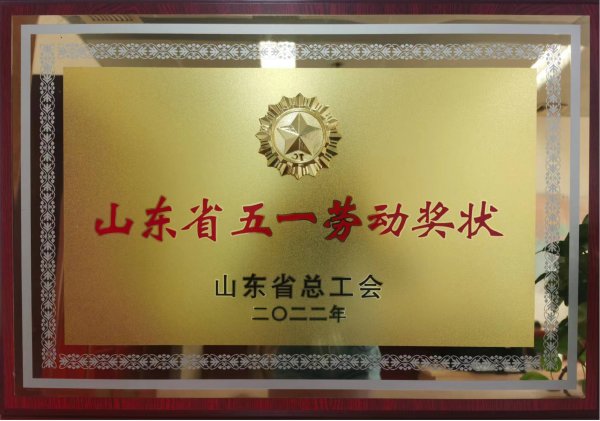 山东省五一劳动奖状
山东省总工会
二〇二二年